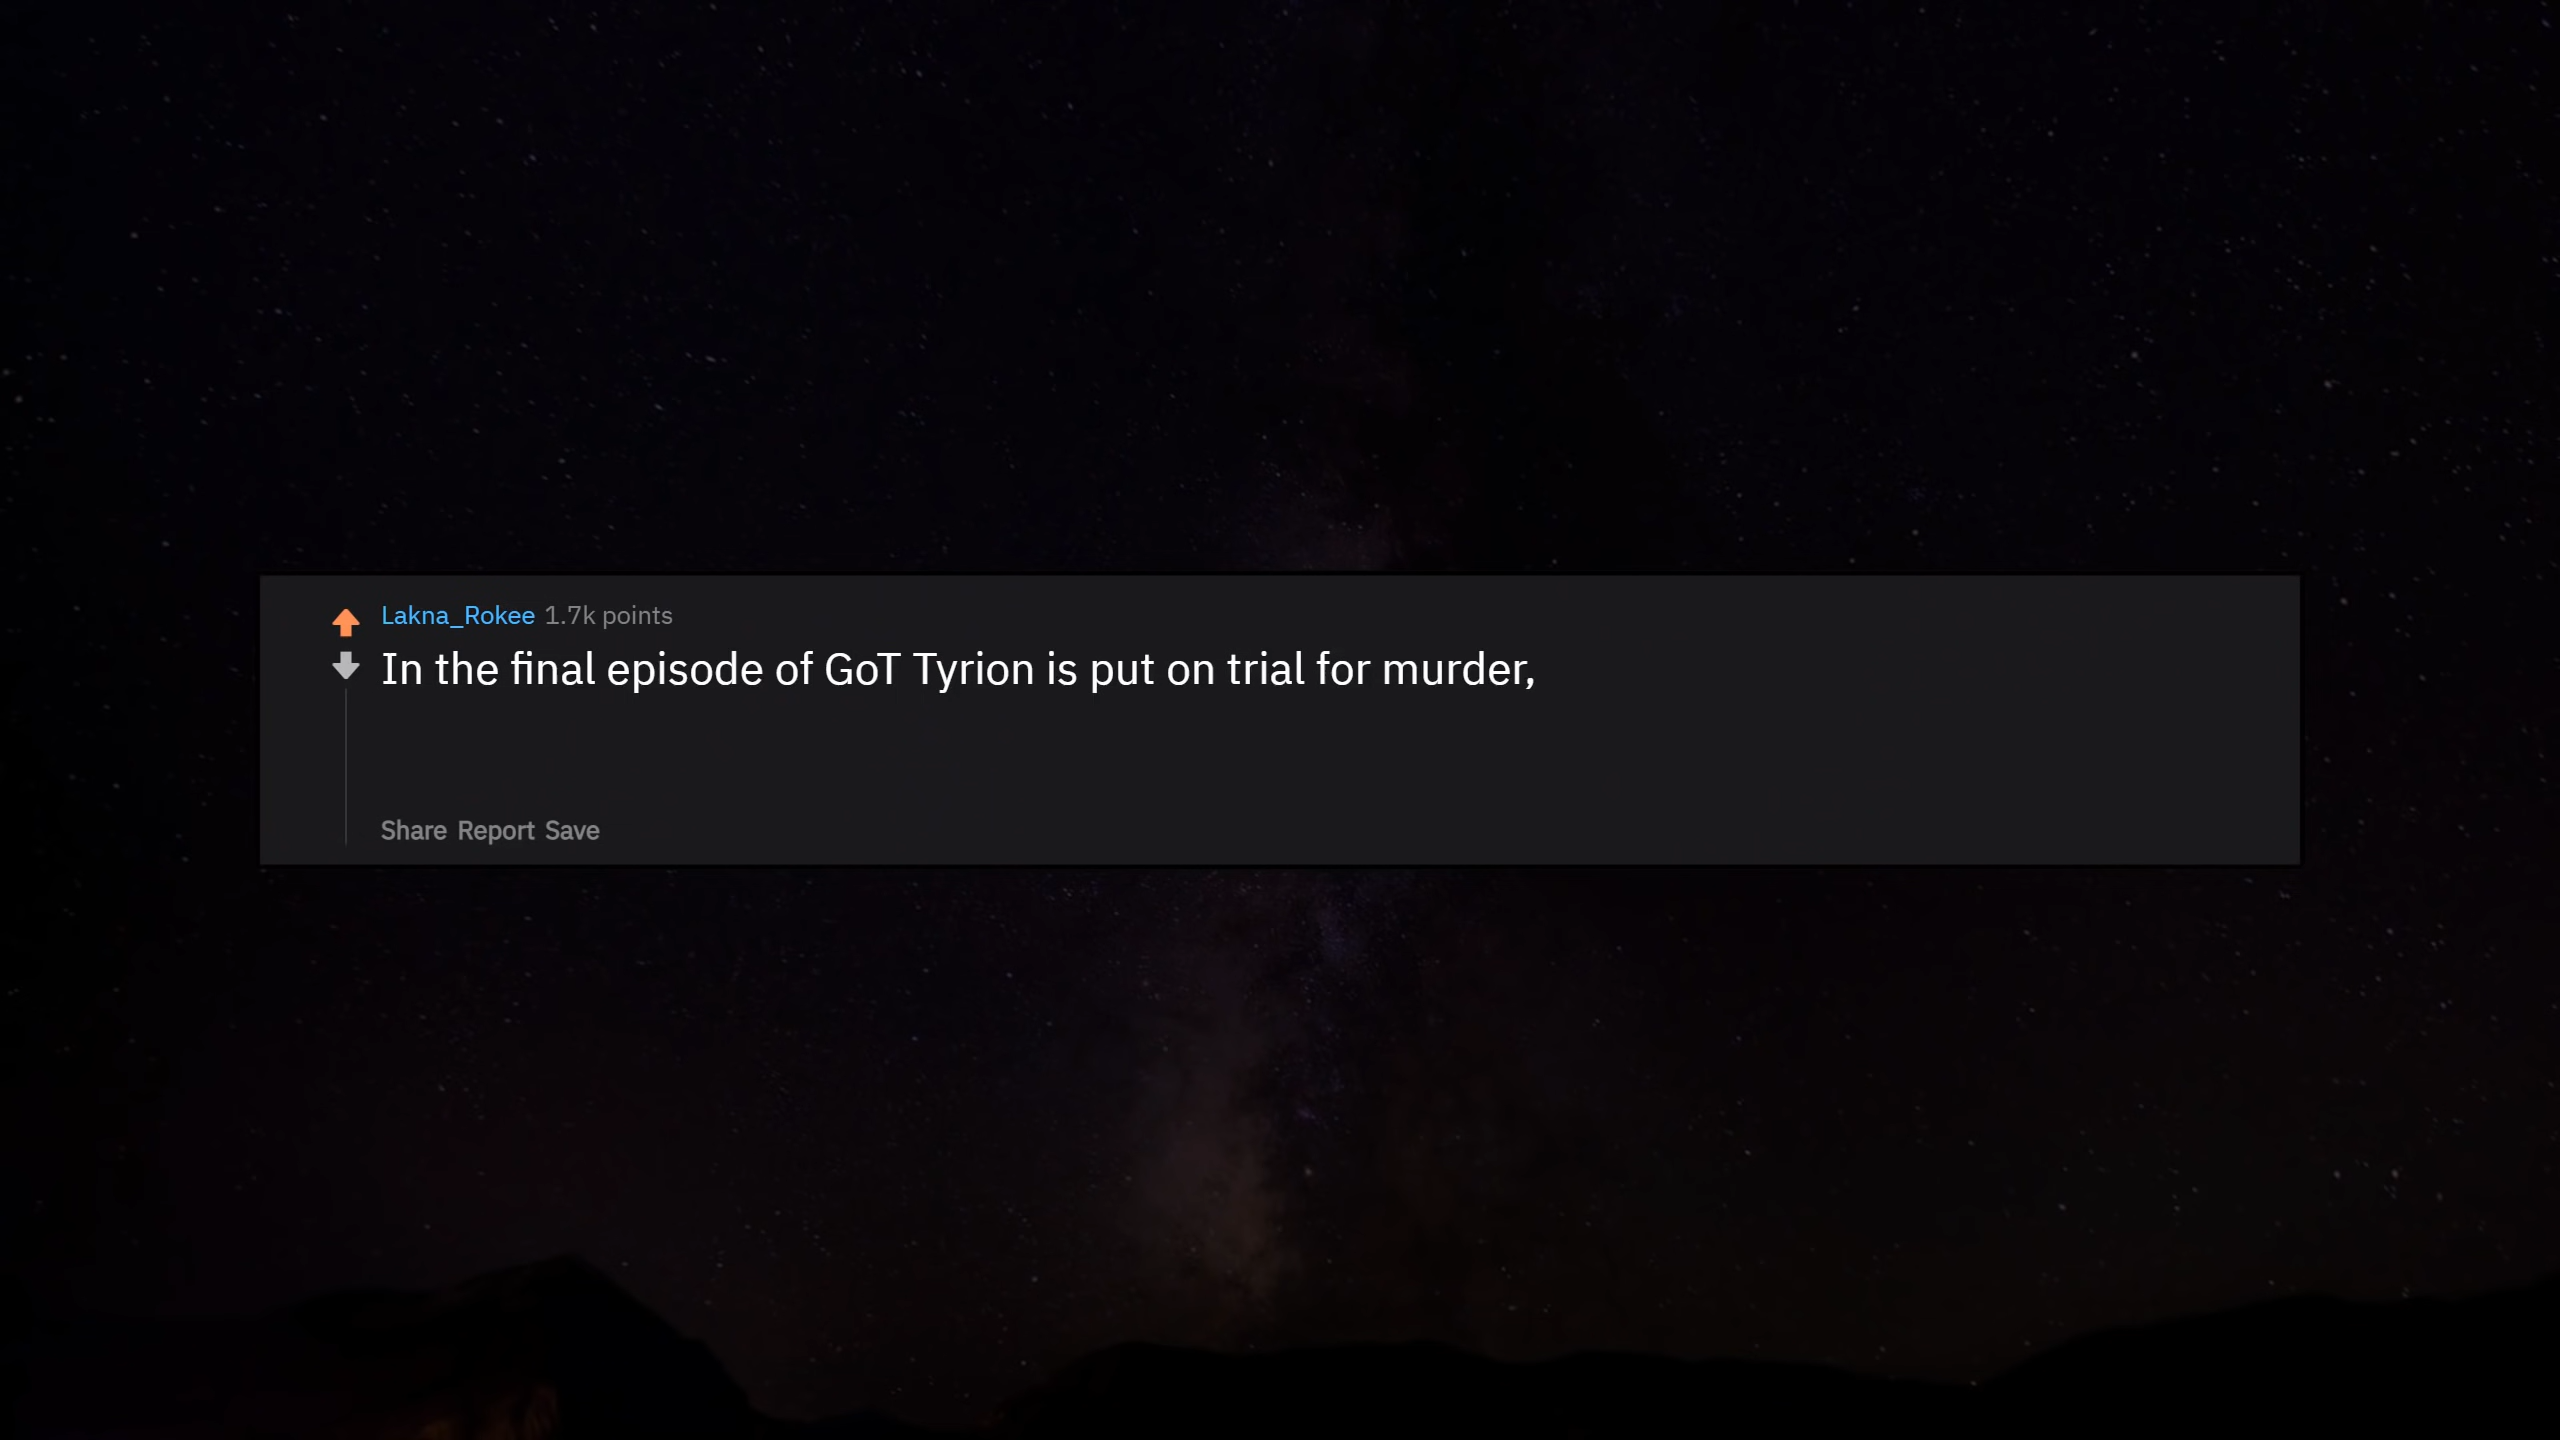 Lakna_Rokee 1.7k points
In the final episode of GoT Tyrion is put on trial for murder,
Share Report Save